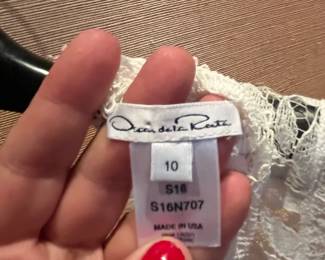 Oscar de la Renta
10
S16
S16N707
MADE IN USA